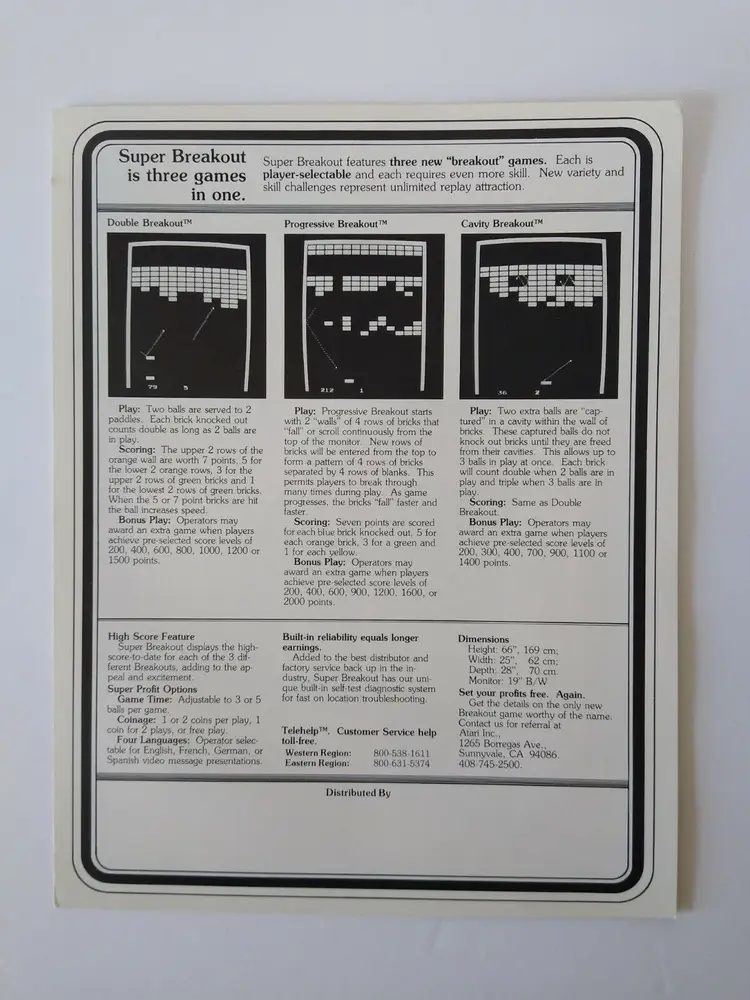 Super Breakout
is three games
in one.
Super Breakout features three new "breakout" games. Each is
player-selectable and each requires even more skill. New variety and
skill challenges represent unlimited replay attraction.
Double Breakout™
79 5
Play: Two balls are served to 2
paddles. Each brick knocked out
counts double as long as 2 balls are
in play.
Scoring: The upper 2 rows of the
orange wall are worth 7 points, 5 for
the lower 2 orange rows, 3 for the
upper 2 rows of green bricks and 1
for the lowest 2 rows of green bricks.
When the 5 or 7 point bricks are hit
the ball increases speed.
Bonus Play: Operators may
award an extra game when players
achieve pre-selected score levels of
200, 400, 600, 800, 1000, 1200 or
1500 points.
Progressive Breakout™
212 1
Play: Progressive Breakout starts
with 2 "walls" of 4 rows of bricks that
"fall" or scroll continuously from the
top of the monitor. New rows of
bricks will be entered from the top to
form a pattern of 4 rows of bricks
separated by 4 rows of blanks. This
permits players to break through
many times during play. As game
progresses, the bricks "fall" faster and
faster.
Scoring: Seven points are scored
for each blue brick knocked out, 5 for
each orange brick, 3 for a green and
1 for each yellow.
Bonus Play: Operators may
award an extra game when players
achieve pre-selected score levels of
200, 400, 600, 900, 1200, 1600, or
2000 points.
Cavity Breakout™
36 2
Play: Two extra balls are "cap-
tured" in a cavity within the wall of
bricks. These captured balls do not
knock out bricks until they are freed
from their cavities. This allows up to
3 balls in play at once. Each brick
will count double when 2 balls are in
play and triple when 3 balls are in
play.
Scoring: Same as Double
Breakout.
Bonus Play: Operators may
award an extra game when players
achieve pre-selected score levels of
200, 300, 400, 700, 900, 1100 or
1400 points.
High Score Feature
Super Breakout displays the high-
score-to-date for each of the 3 dif-
ferent Breakouts, adding to the ap-
peal and excitement.
Super Profit Options
Game Time: Adjustable to 3 or 5
balls per game.
Coinage: 1 or 2 coins per play, 1
coin for 2 plays, or free play.
Four Languages: Operator selec-
table for English, French, German, or
Spanish video message presentations.
Built-in reliability equals longer
earnings.
Added to the best distributor and
factory service back up in the in-
dustry, Super Breakout has our uni-
que built-in self-test diagnostic system
for fast on location troubleshooting.
Telehelp™. Customer Service help
toll-free.
Western Region: 800-538-1611
Eastern Region: 800-631-5374
Dimensions
Height: 66", 169 cm;
Width: 25", 62 cm;
Depth: 28", 70 cm.
Monitor: 19" B/W
Set your profits free. Again.
Get the details on the only new
Breakout game worthy of the name.
Contact us for referral at
Atari Inc.,
1265 Borregas Ave.,
Sunnyvale, CA 94086.
408-745-2500.
Distributed By